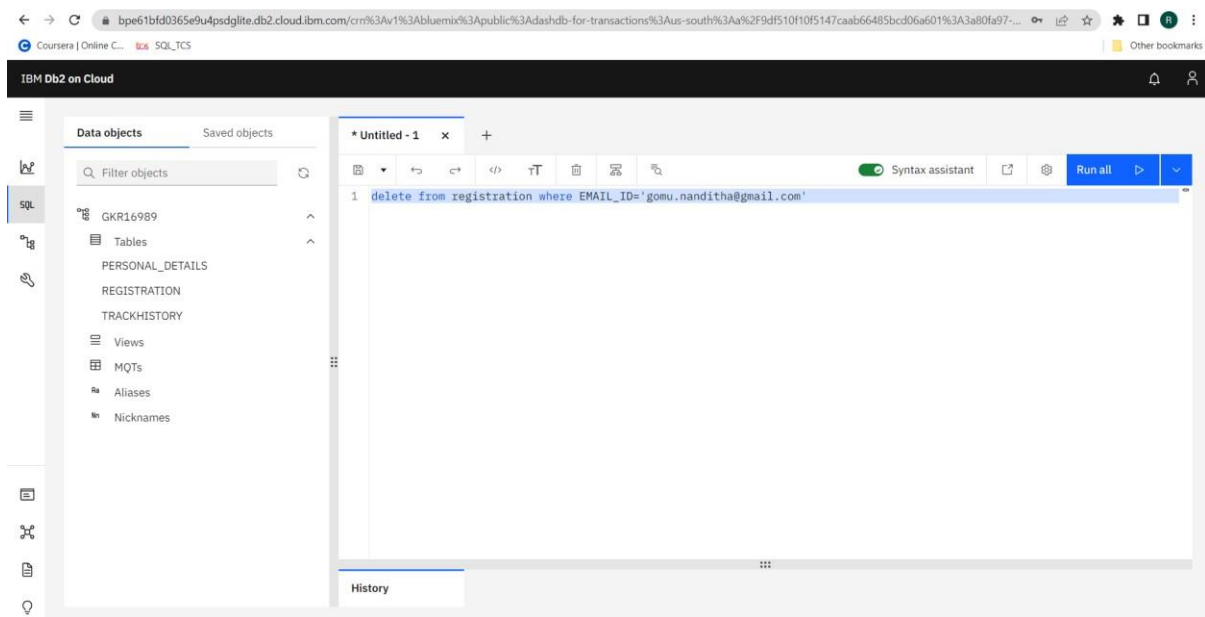 bpe61bfd0365e9u4psdglite.db2.cloud.ibm.com/crn%3Av1%3Abluemix%3Apublic%3Adashdb-for-transactions%3Aus-south%3Aa%2F9df510f10f5147caab66485bcd06a601%3A3a80fa97-...
R
Coursera | Online C... tcs SQL_TCS Other bookmarks
IBM Db2 on Cloud
Data objects Saved objects * Untitled - 1 × +
Filter objects Syntax assistant Run all
SQL
1 delete from registration where EMAIL_ID='gomu.nanditha@gmail.com'
GKR16989
Tables
PERSONAL_DETAILS
REGISTRATION
TRACKHISTORY
Views
MQTs
Aa Aliases
Nn Nicknames
History